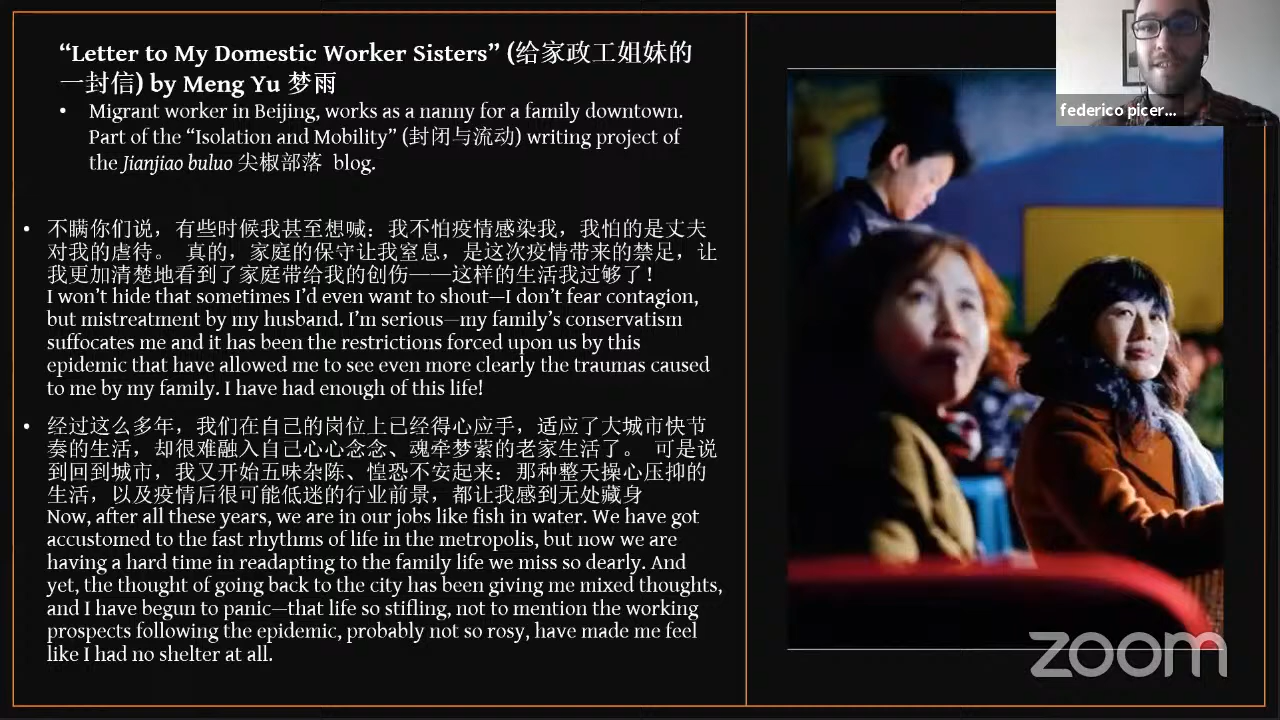 “Letter to My Domestic Worker Sisters” (给家政工姐妹的
一封信) by Meng Yu 梦雨
• Migrant worker in Beijing, works as a nanny for a family downtown.
Part of the “Isolation and Mobility” (封闭与流动) writing project of
the Jianjiao buluo 尖椒部落 blog.
• 不瞒你们说，有些时候我甚至想喊：我不怕疫情感染我，我怕的是丈夫
对我的虐待。 真的，家庭的保守让我窒息，是这次疫情带来的禁足，让
我更加清楚地看到了家庭带给我的创伤——这样的生活我过够了！
I won’t hide that sometimes I’d even want to shout—I don’t fear contagion,
but mistreatment by my husband. I’m serious—my family’s conservatism
suffocates me and it has been the restrictions forced upon us by this
epidemic that have allowed me to see even more clearly the traumas caused
to me by my family. I have had enough of this life!
• 经过这么多年，我们在自己的岗位上已经得心应手，适应了大城市快节
奏的生活，却很难融入自己心心念念、魂牵梦萦的老家生活了。 可是说
到回到城市，我又开始五味杂陈、惶恐不安起来：那种整天操心压抑的
生活，以及疫情后很可能低迷的行业前景，都让我感到无处藏身
Now, after all these years, we are in our jobs like fish in water. We have got
accustomed to the fast rhythms of life in the metropolis, but now we are
having a hard time in readapting to the family life we miss so dearly. And
yet, the thought of going back to the city has been giving me mixed thoughts,
and I have begun to panic—that life so stifling, not to mention the working
prospects following the epidemic, probably not so rosy, have made me feel
like I had no shelter at all.
federico picer...
zoom